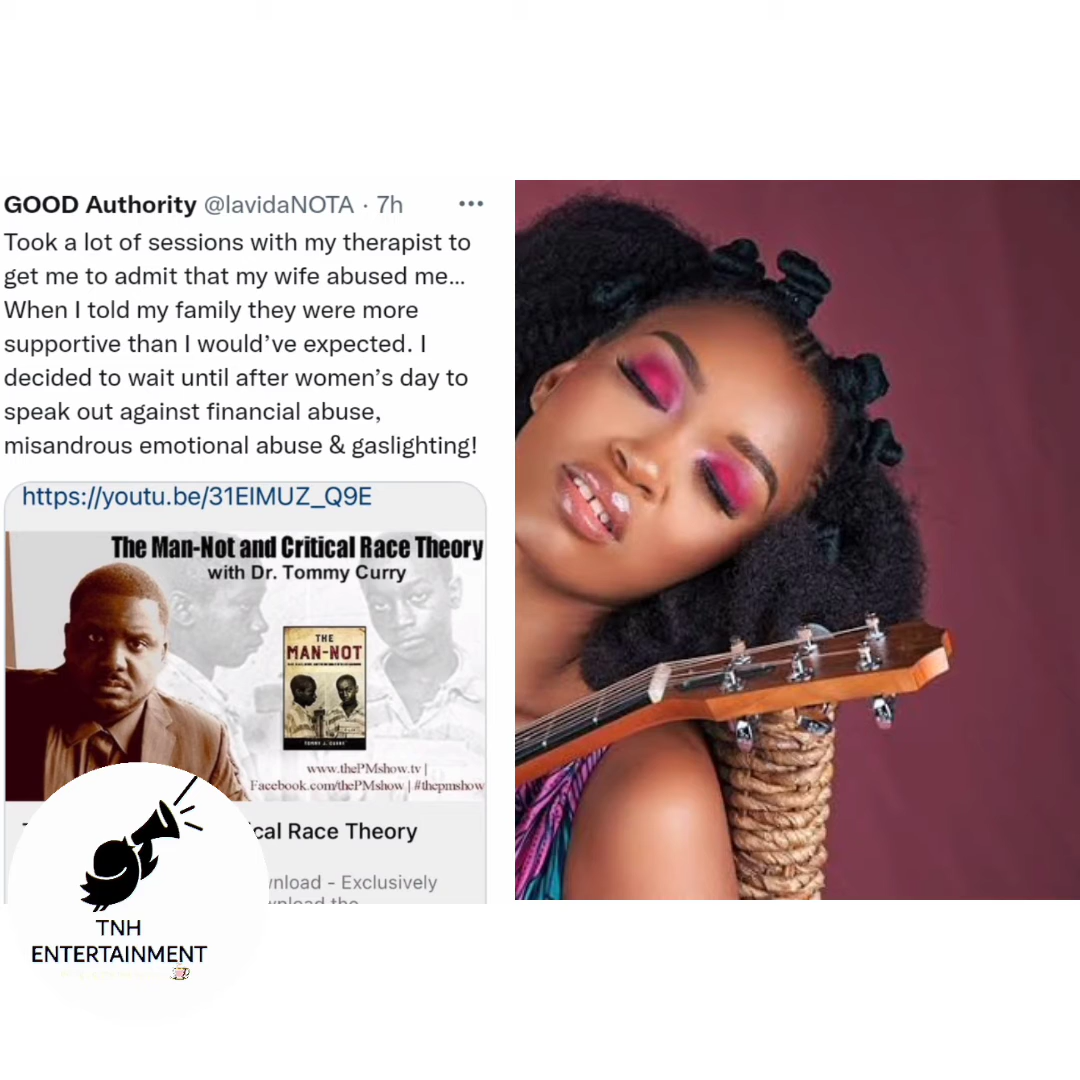 GOOD Authority @lavidaNOTA · 7h
Took a lot of sessions with my therapist to
get me to admit that my wife abused me...
When I told my family they were more
supportive than I would’ve expected. I
decided to wait until after women’s day to
speak out against financial abuse,
misandrous emotional abuse & gaslighting!
https://youtu.be/31EIMUZ_Q9E
The Man-Not and Critical Race Theory
with Dr. Tommy Curry
THE
MAN-NOT
TOMMY J. CURRY
www.thePMshow.tv |
Facebook.com/thePMshow | #thepmshow
cal Race Theory
nload - Exclusively
TNH
ENTERTAINMENT